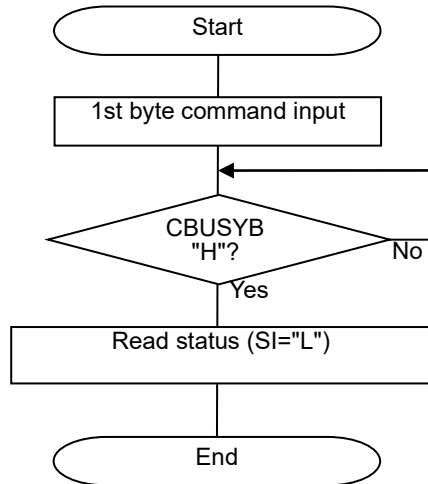 Start
1st byte command input
CBUSYB
"H"?
No
Yes
Read status (SI="L")
End